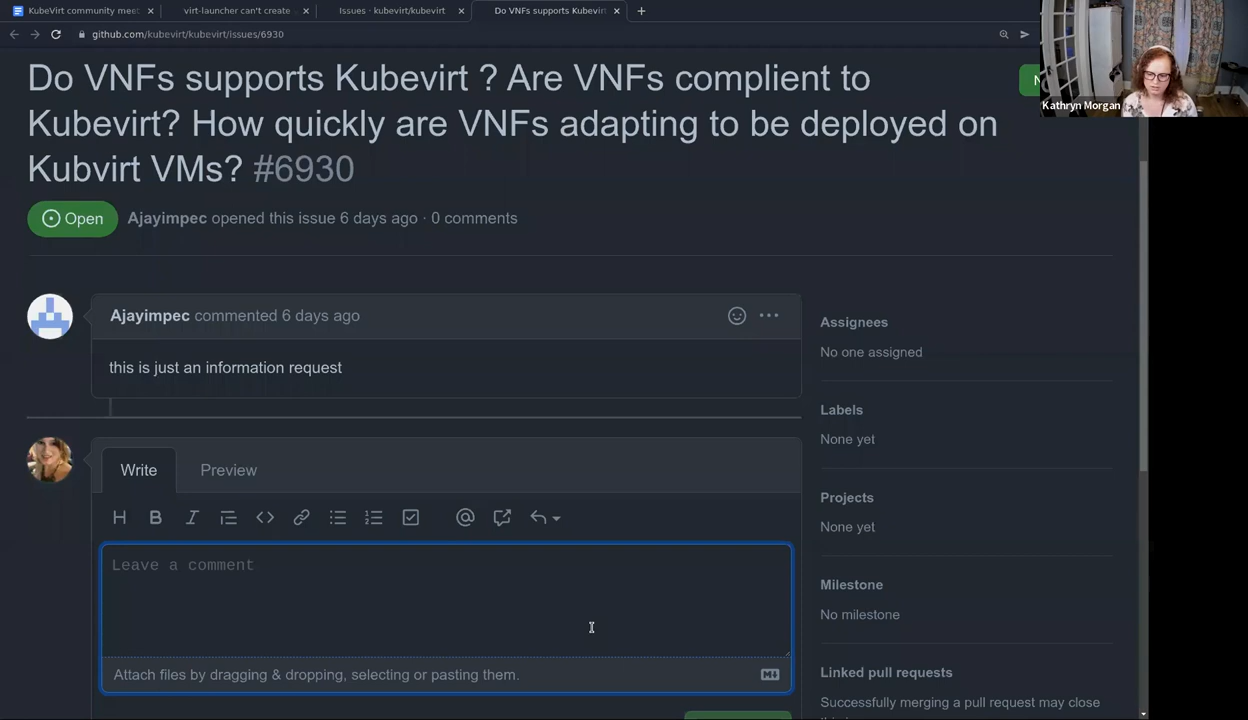 KubeVirt community meet
virt-launcher can't create
Issues · kubevirt/kubevirt
Do VNFs supports Kubevirt
github.com/kubevirt/kubevirt/issues/6930
Do VNFs supports Kubevirt ? Are VNFs complient to
Kubevirt? How quickly are VNFs adapting to be deployed on
Kubvirt VMs? #6930
N
Kathryn Morgan
Open
Ajayimpec opened this issue 6 days ago · 0 comments
Ajayimpec commented 6 days ago
this is just an information request
Assignees
No one assigned
Labels
None yet
Projects
None yet
Milestone
No milestone
Linked pull requests
Successfully merging a pull request may close
Write
Preview
Leave a comment
Attach files by dragging & dropping, selecting or pasting them.